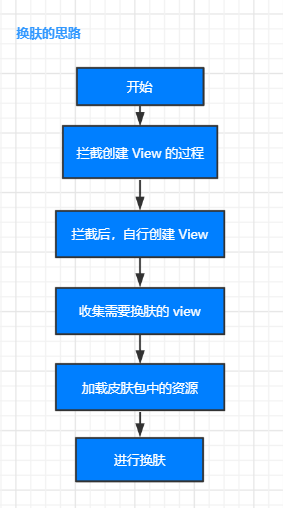 换肤的思路
开始
拦截创建 View 的过程
拦截后，自行创建 View
收集需要换肤的 view
加载皮肤包中的资源
进行换肤